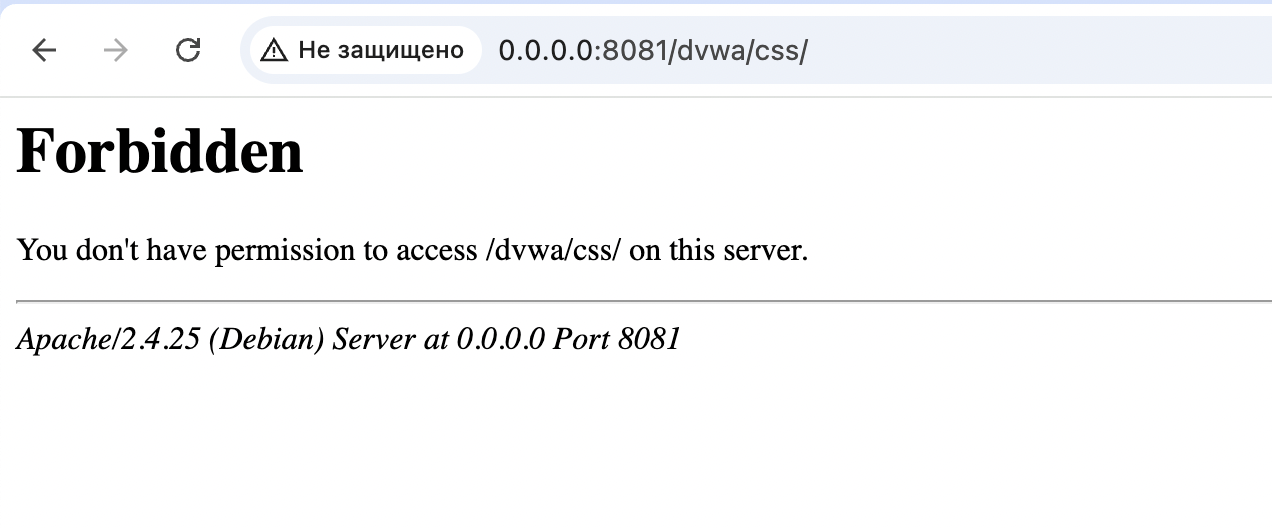 Не защищено 0.0.0.0:8081/dvwa/css/
Forbidden
You don't have permission to access /dvwa/css/ on this server.
Apache/2.4.25 (Debian) Server at 0.0.0.0 Port 8081